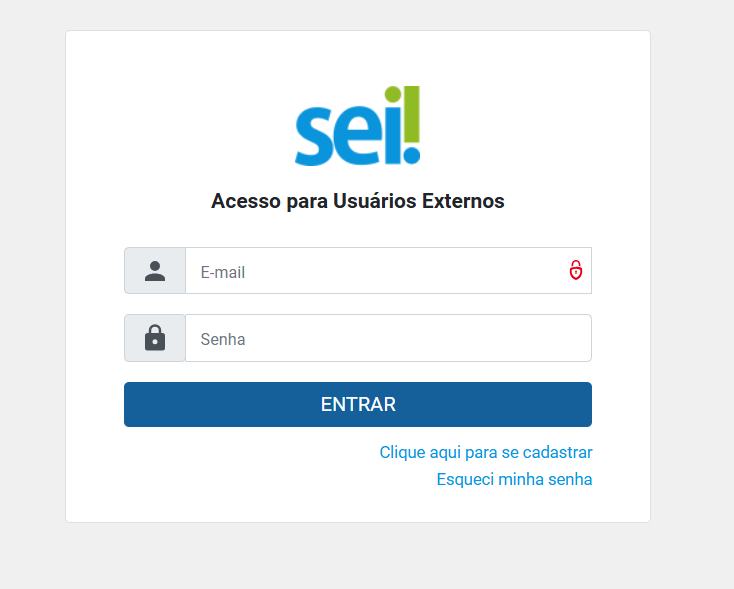 sei!
Acesso para Usuários Externos
E-mail
Senha
ENTRAR
Clique aqui para se cadastrar
Esqueci minha senha